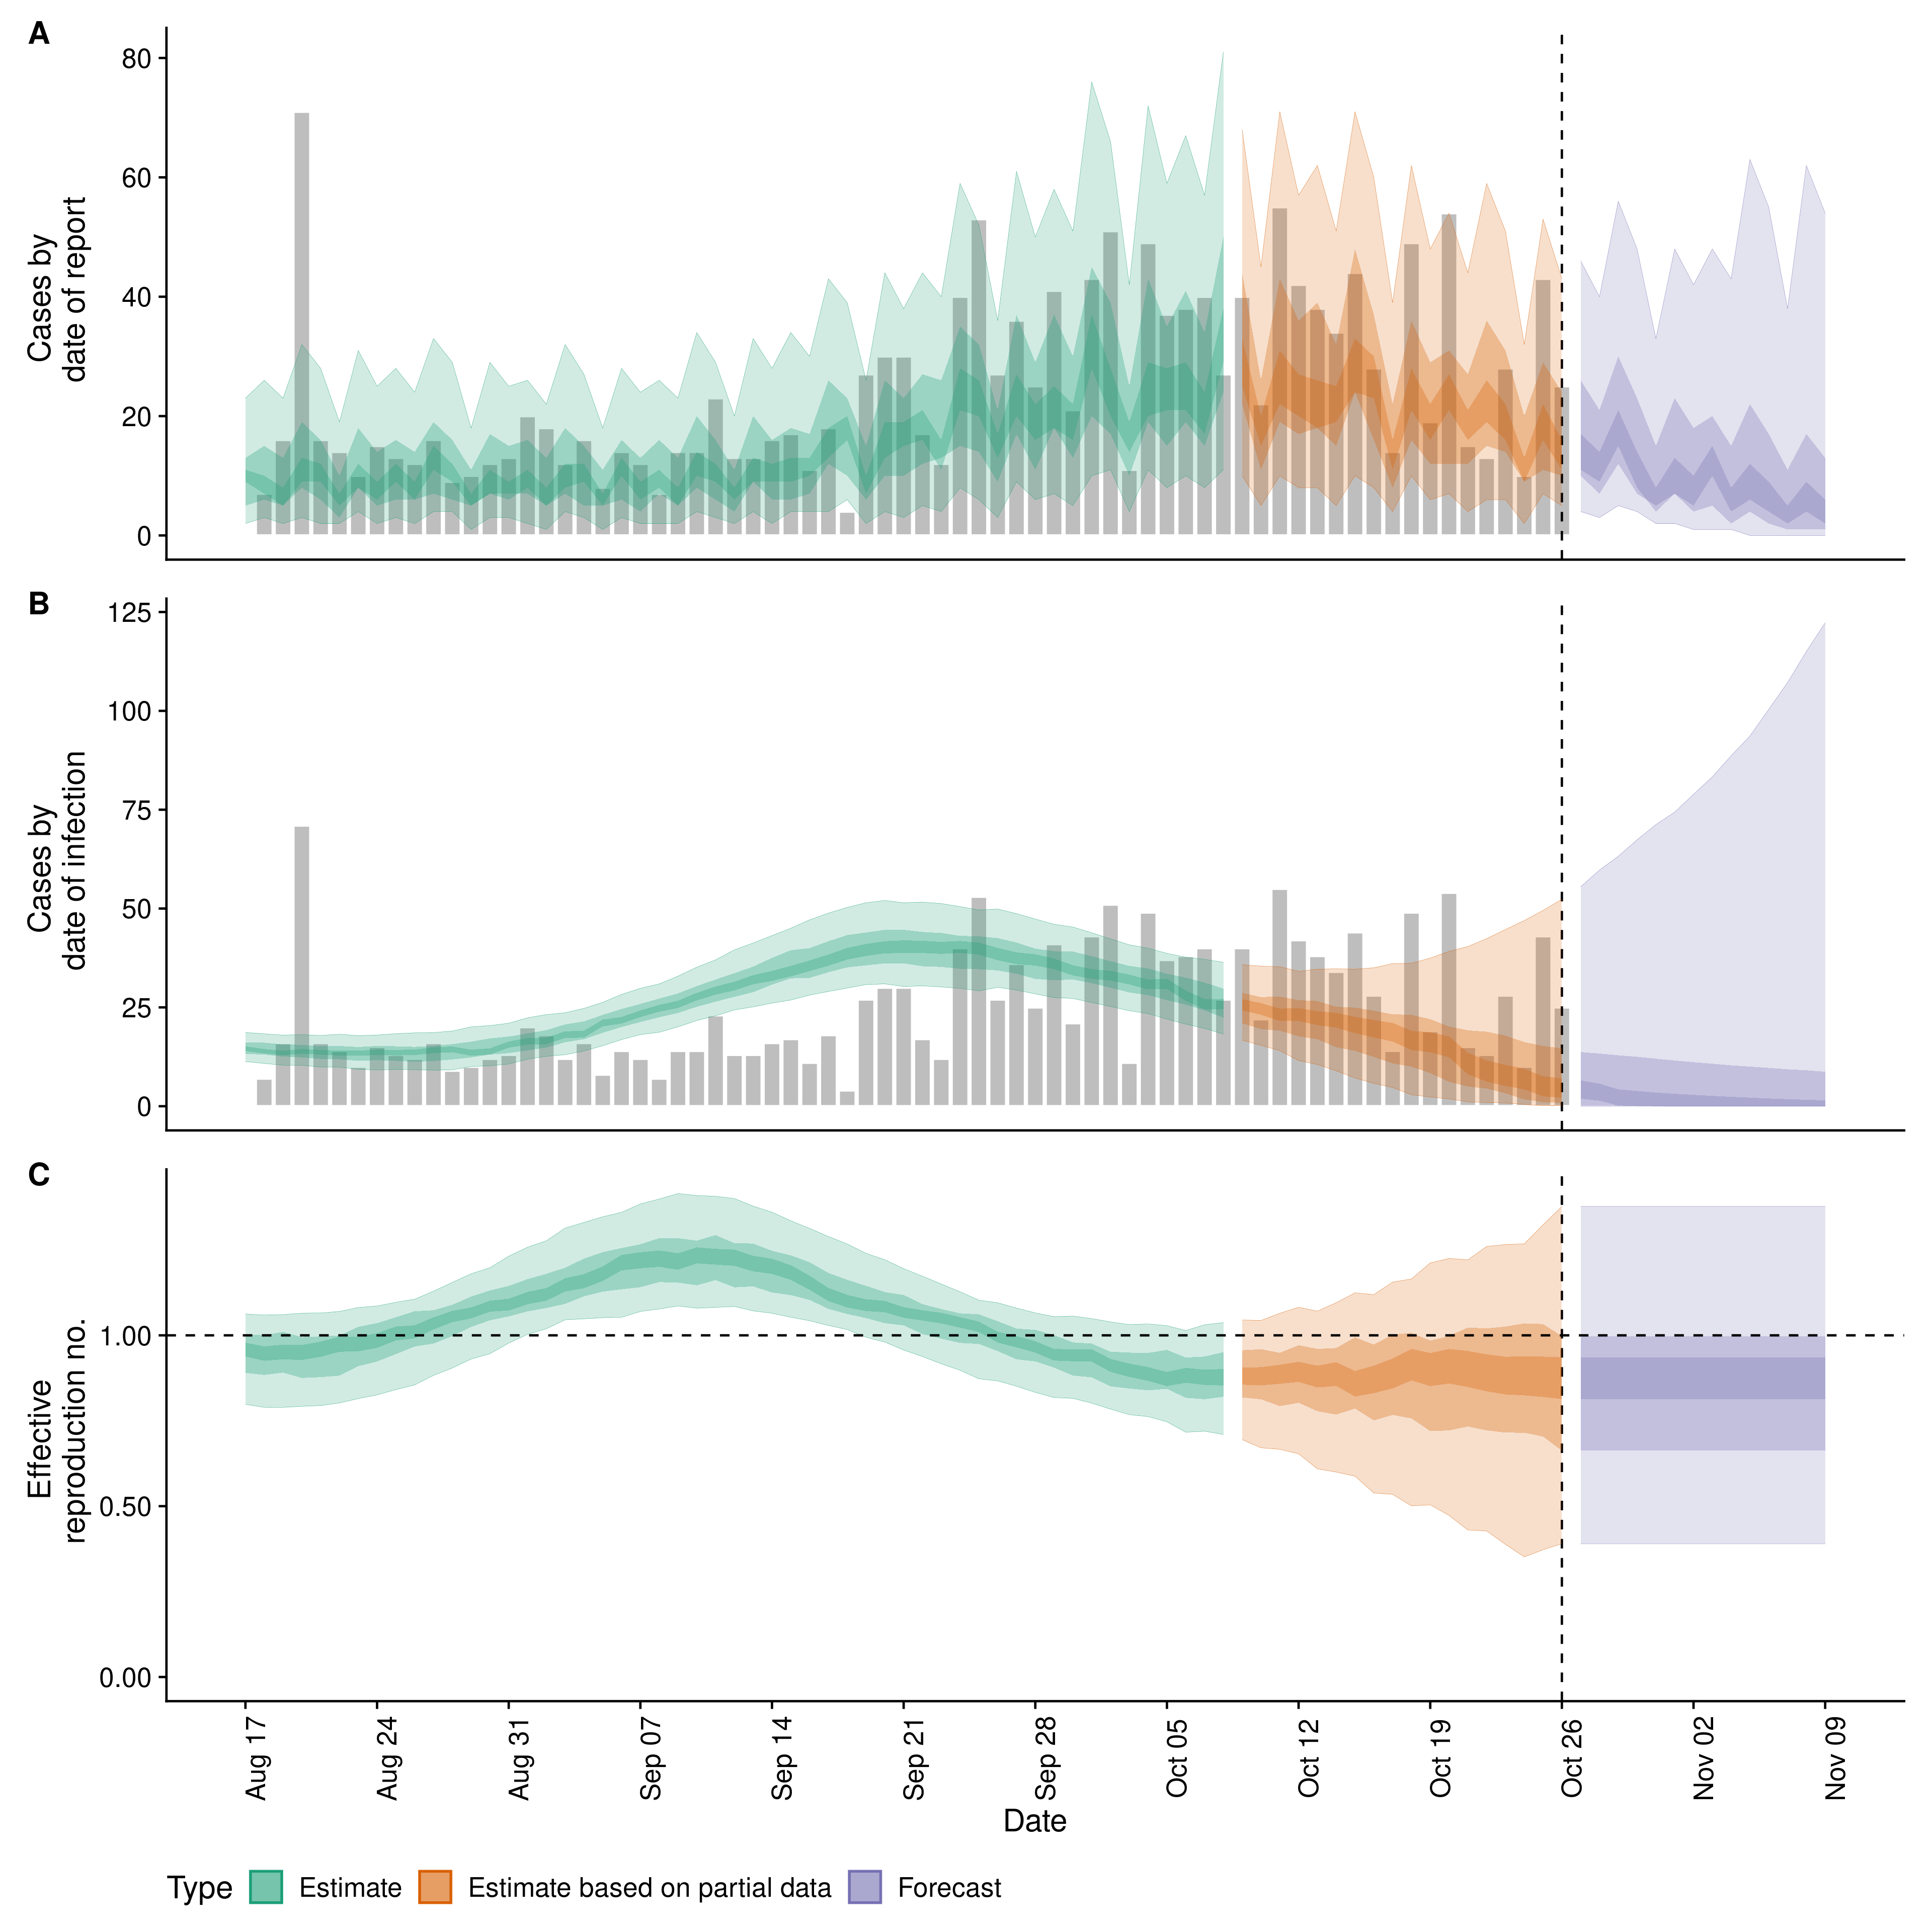 A
80
60
40
20
0
Cases by
date of report
B
125
100
75
50
25
0
Cases by
date of infection
C
1.00
0.50
0.00
Effective
reproduction no.
Aug 17
Aug 24
Aug 31
Sep 07
Sep 14
Sep 21
Sep 28
Oct 05
Oct 12
Oct 19
Oct 26
Nov 02
Nov 09
Date
Type Estimate Estimate based on partial data Forecast